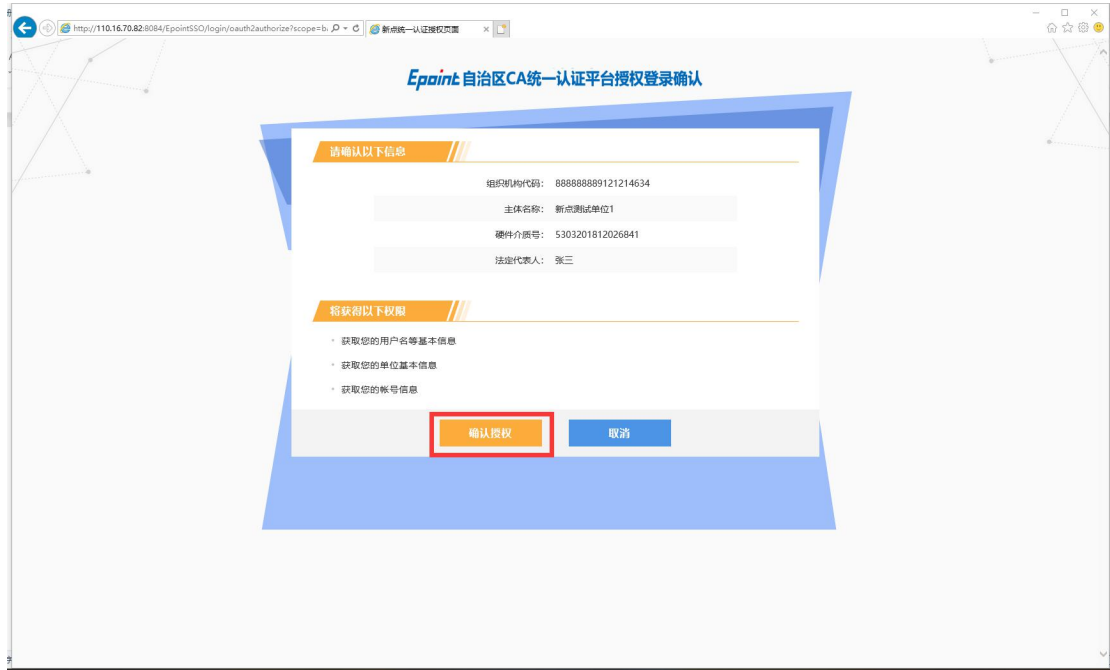 http://110.16.70.82:8084/EpointSSO/login/oauth2authorize?scope=b
新点统一认证授权页面
Epoint 自治区CA统一认证平台授权登录确认
请确认以下信息
组织机构代码： 888888889121214634
主体名称： 新点测试单位1
硬件介质号： 5303201812026841
法定代表人： 张三
将获得以下权限
获取您的用户名等基本信息
获取您的单位基本信息
获取您的帐号信息
确认授权 取消